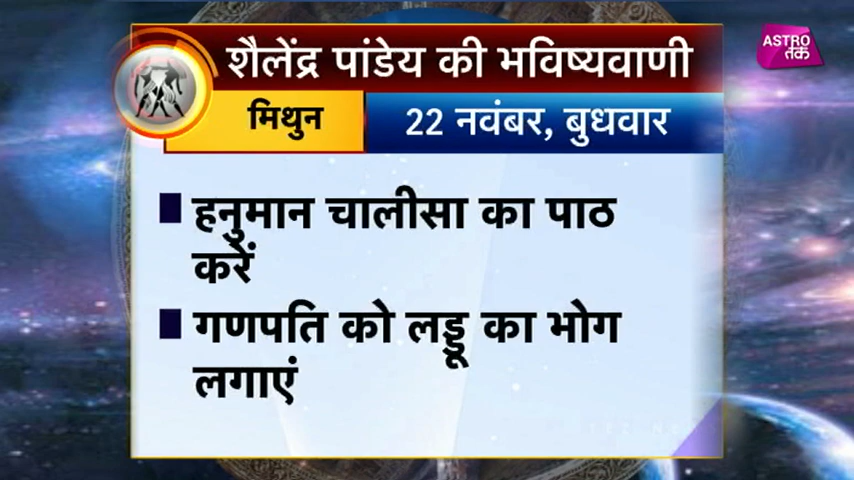 शैलेंद्र पांडेय की भविष्यवाणी
ASTRO
तक
मिथुन
22 नवंबर, बुधवार
हनुमान चालीसा का पाठ
करें
गणपति को लड्डू का भोग
लगाएं